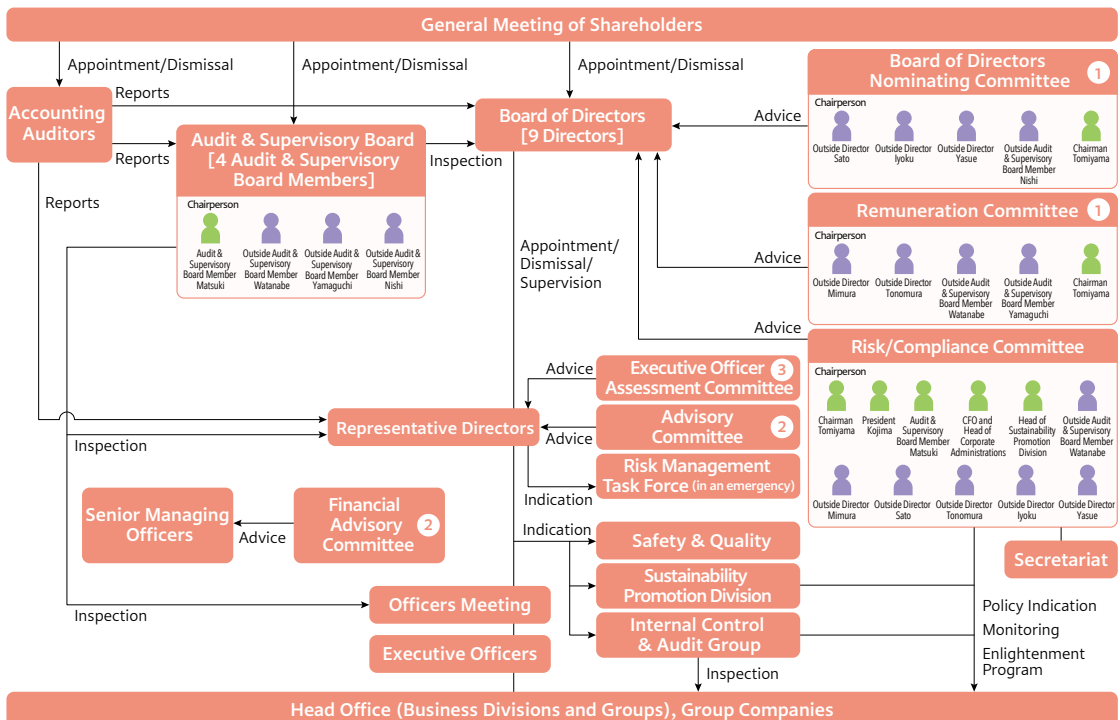 General Meeting of Shareholders
Appointment/Dismissal
Appointment/Dismissal
Appointment/Dismissal
Accounting
Auditors
Reports
Reports
Reports
Audit & Supervisory Board
[4 Audit & Supervisory
Board Members]
Chairperson
Audit &
Supervisory
Board Member
Matsuki
Outside Audit &
Supervisory
Board Member
Watanabe
Outside Audit &
Supervisory
Board Member
Yamaguchi
Outside Audit &
Supervisory
Board Member
Nishi
Inspection
Board of Directors
[9 Directors]
Advice
Board of Directors
Nominating Committee
1
Chairperson
Outside Director
Sato
Outside Director
Iyoku
Outside Director
Yasue
Outside Audit
& Supervisory
Board Member
Nishi
Chairman
Tomiyama
Remuneration Committee
1
Chairperson
Outside Director
Mimura
Outside Director
Tonomura
Outside Audit
& Supervisory
Board Member
Watanabe
Outside Audit
& Supervisory
Board Member
Yamaguchi
Chairman
Tomiyama
Advice
Appointment/
Dismissal/
Supervision
Advice
Risk/Compliance Committee
Chairperson
Chairman
Tomiyama
President
Kojima
Audit &
Supervisory
Board Member
Matsuki
CFO and
Head of
Corporate
Administrations
Head of
Sustainability
Promotion
Division
Outside Audit &
Supervisory
Board Member
Watanabe
Outside Director
Mimura
Outside Director
Sato
Outside Director
Tonomura
Outside Director
Iyoku
Outside Director
Yasue
Secretariat
Advice
Executive Officer
Assessment Committee
3
Representative Directors
Advice
Advisory
Committee
2
Inspection
Indication
Risk Management
Task Force (in an emergency)
Senior Managing
Officers
Advice
Financial
Advisory
Committee
2
Indication
Safety & Quality
Sustainability
Promotion Division
Internal Control
& Audit Group
Inspection
Officers Meeting
Executive Officers
Inspection
Policy Indication
Monitoring
Enlightenment
Program
Head Office (Business Divisions and Groups), Group Companies